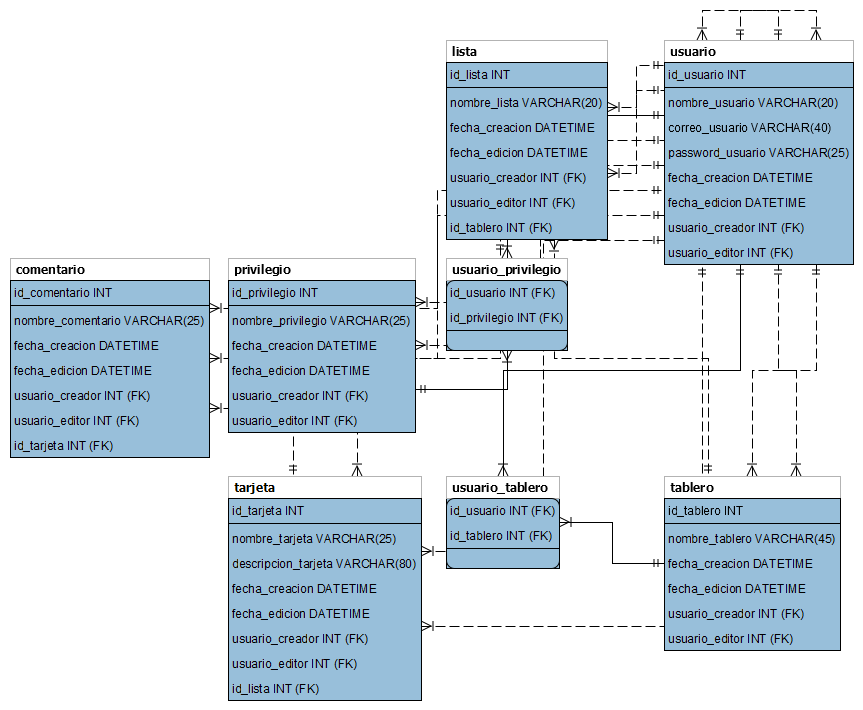 lista
id_lista INT
nombre_lista VARCHAR(20)
fecha_creacion DATETIME
fecha_edicion DATETIME
usuario_creador INT (FK)
usuario_editor INT (FK)
id_tablero INT (FK)
usuario
id_usuario INT
nombre_usuario VARCHAR(20)
correo_usuario VARCHAR(40)
password_usuario VARCHAR(25)
fecha_creacion DATETIME
fecha_edicion DATETIME
usuario_creador INT (FK)
usuario_editor INT (FK)
comentario
id_comentario INT
nombre_comentario VARCHAR(25)
fecha_creacion DATETIME
fecha_edicion DATETIME
usuario_creador INT (FK)
usuario_editor INT (FK)
id_tarjeta INT (FK)
privilegio
id_privilegio INT
nombre_privilegio VARCHAR(25)
fecha_creacion DATETIME
fecha_edicion DATETIME
usuario_creador INT (FK)
usuario_editor INT (FK)
usuario_privilegio
id_usuario INT (FK)
id_privilegio INT (FK)
tarjeta
id_tarjeta INT
nombre_tarjeta VARCHAR(25)
descripcion_tarjeta VARCHAR(80)
fecha_creacion DATETIME
fecha_edicion DATETIME
usuario_creador INT (FK)
usuario_editor INT (FK)
id_lista INT (FK)
usuario_tablero
id_usuario INT (FK)
id_tablero INT (FK)
tablero
id_tablero INT
nombre_tablero VARCHAR(45)
fecha_creacion DATETIME
fecha_edicion DATETIME
usuario_creador INT (FK)
usuario_editor INT (FK)